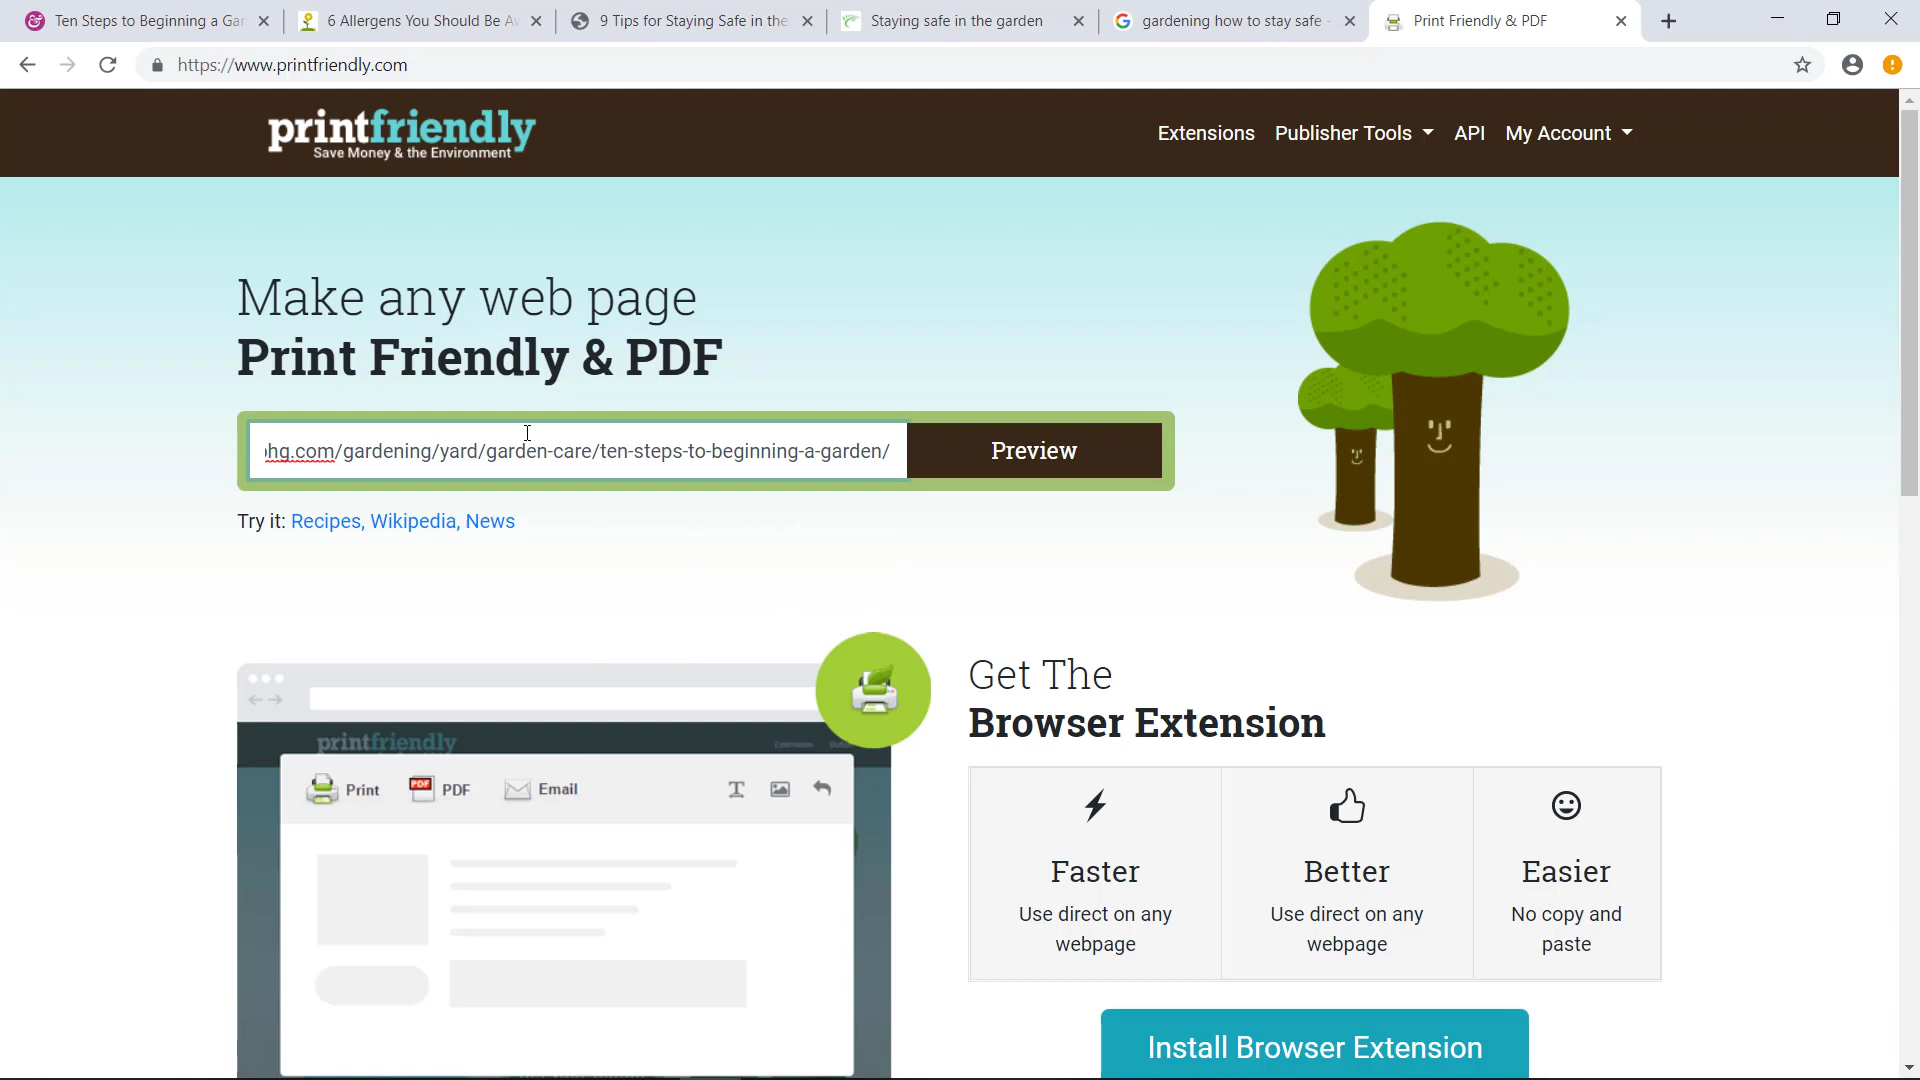 Ten Steps to Beginning a Gar
6 Allergens You Should Be Aw
9 Tips for Staying Safe in the
Staying safe in the garden
gardening how to stay safe -
Print Friendly & PDF
https://www.printfriendly.com
printfriendly
Save Money & the Environment
Extensions
Publisher Tools
API
My Account
Make any web page
Print Friendly & PDF
hg.com/gardening/yard/garden-care/ten-steps-to-beginning-a-garden/
Preview
Try it: Recipes, Wikipedia, News
printfriendly
Extensions
Print
PDF
Email
Get The
Browser Extension
Faster
Use direct on any
webpage
Better
Use direct on any
webpage
Easier
No copy and
paste
Install Browser Extension